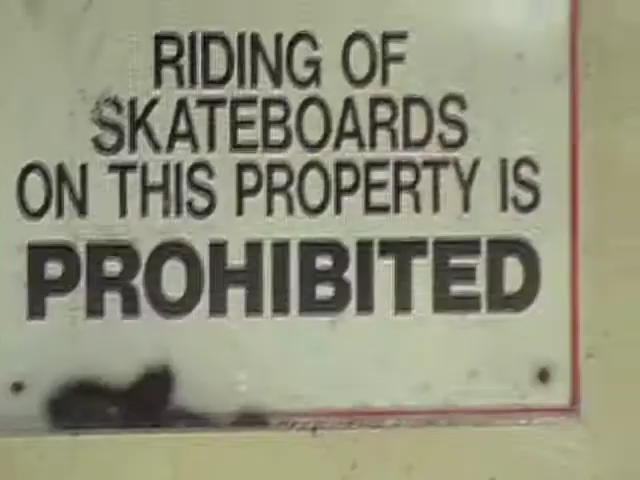 RIDING OF
SKATEBOARDS
ON THIS PROPERTY IS
PROHIBITED